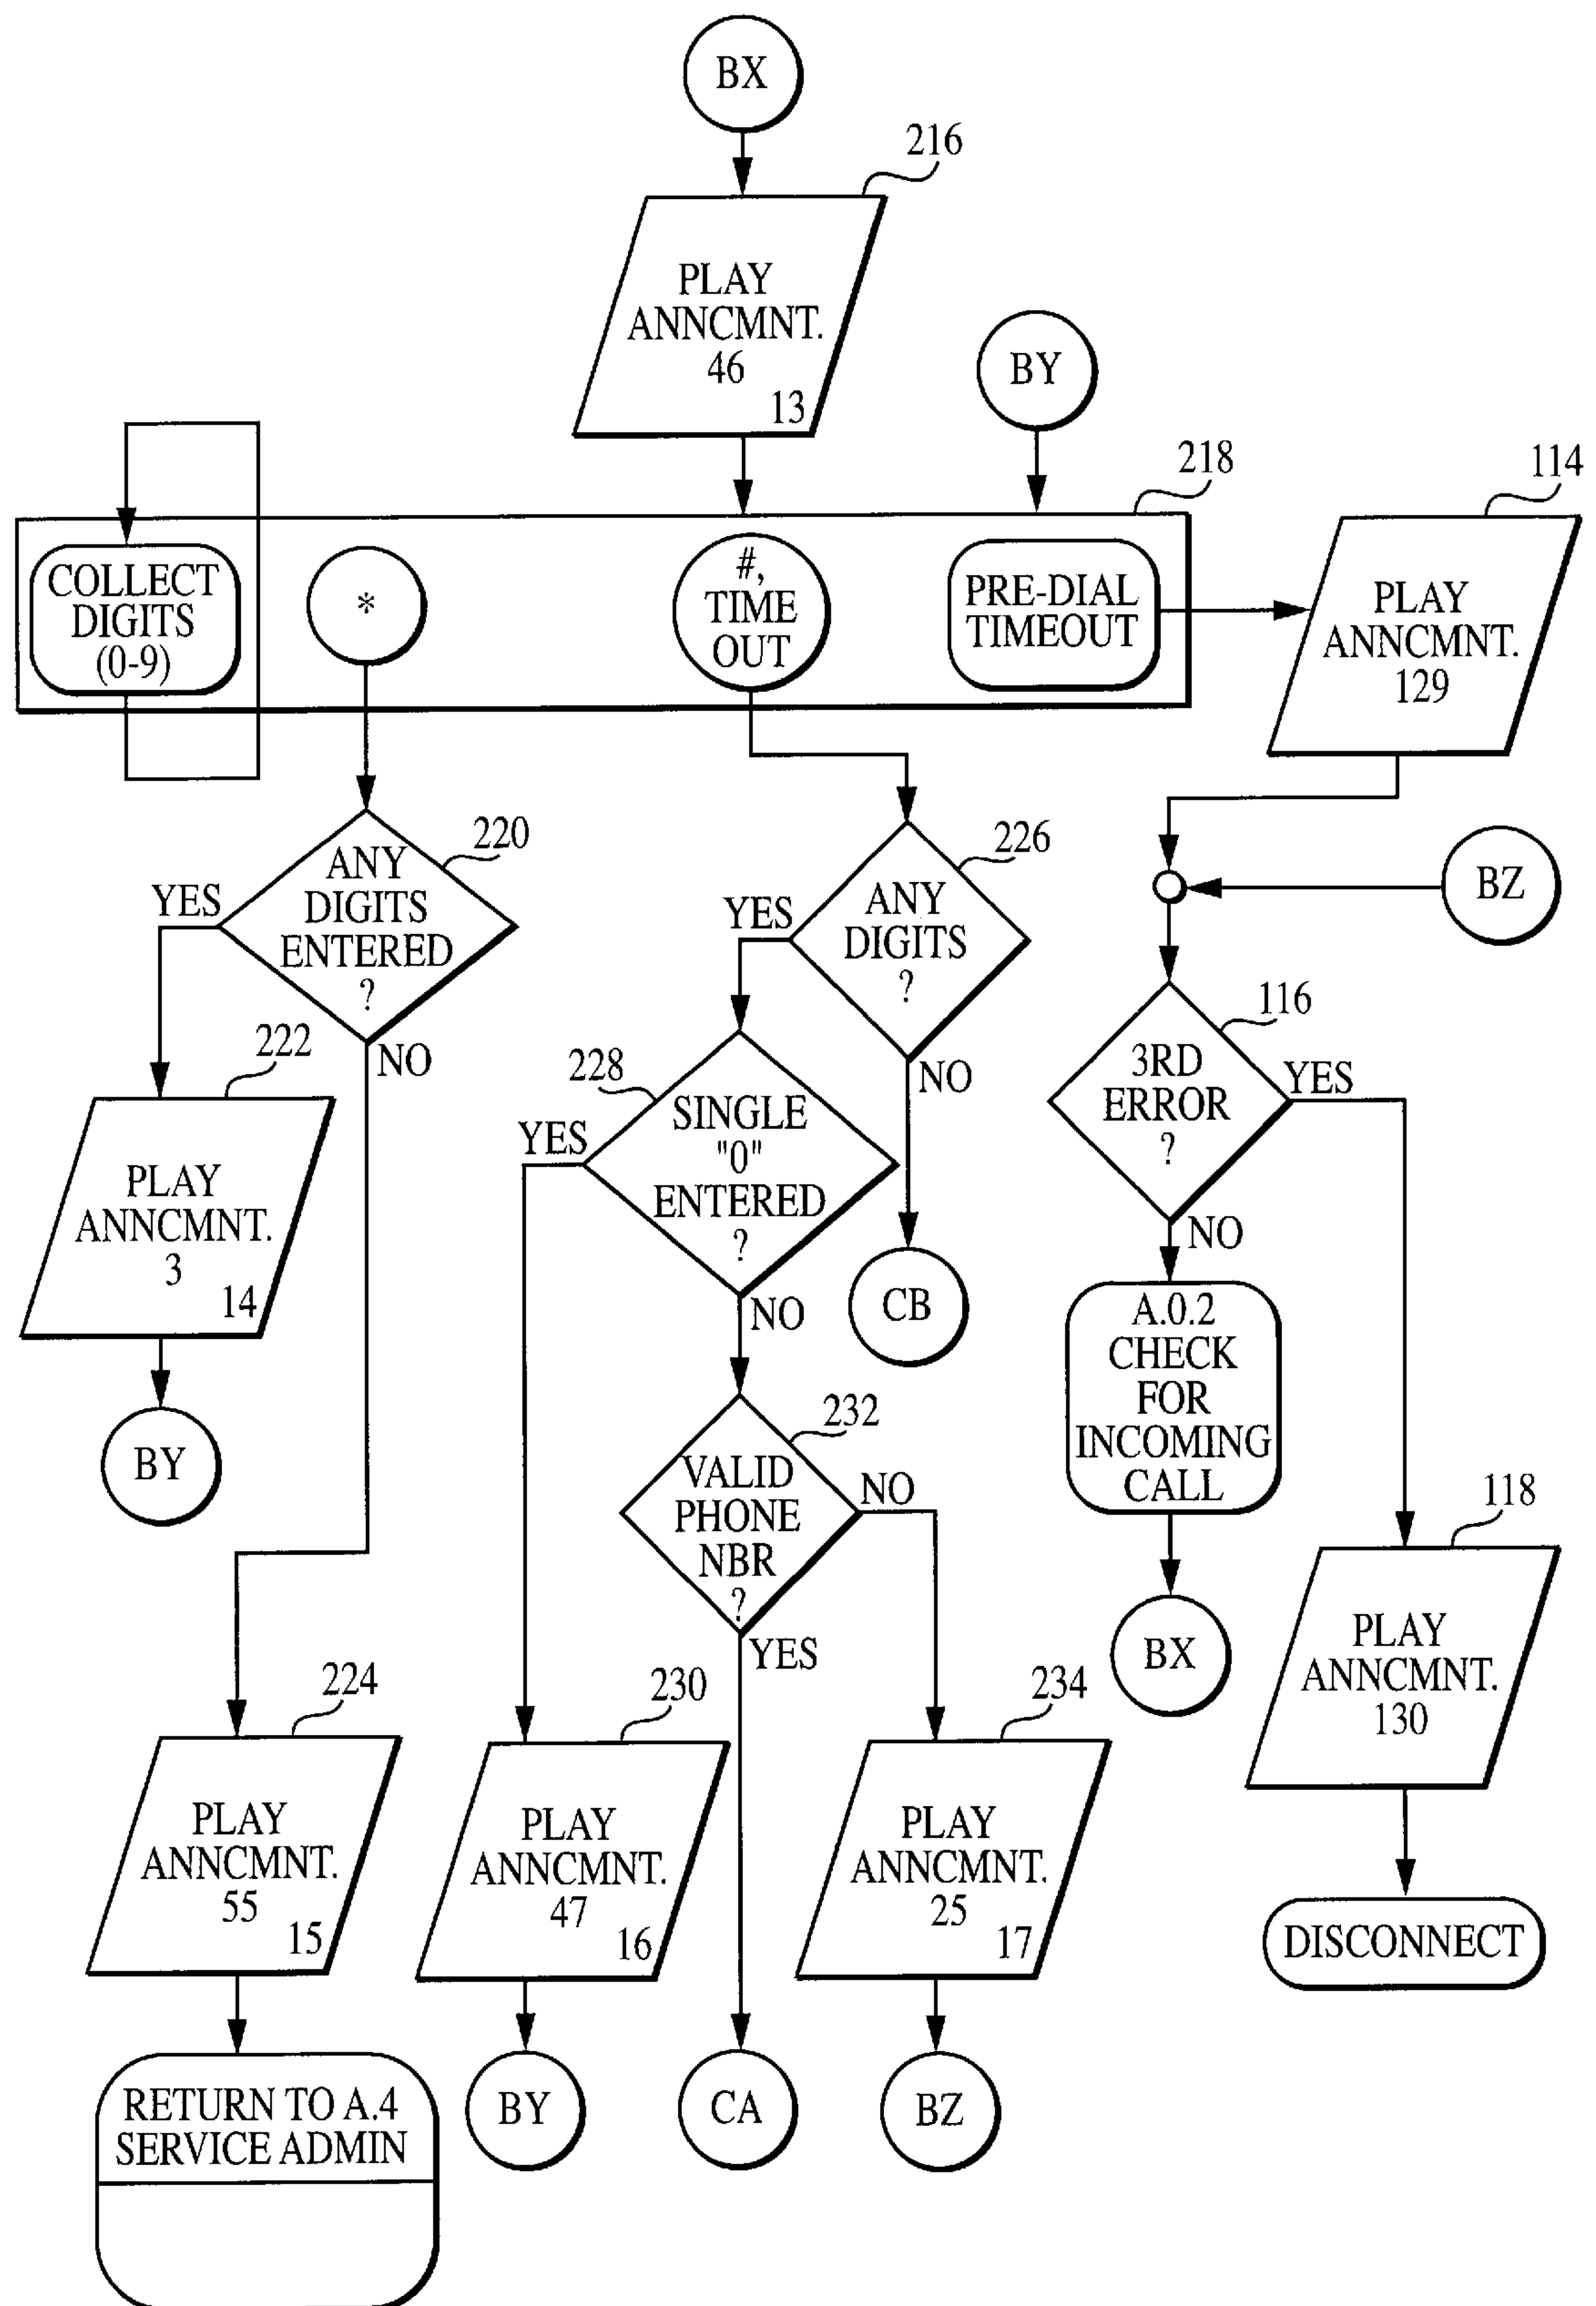 BX
216
PLAY
ANNCMNT.
46
13
BY
218
114
COLLECT
DIGITS
(0-9)
*
#,
TIME
OUT
PRE-DIAL
TIMEOUT
PLAY
ANNCMNT.
129
220
ANY
DIGITS
ENTERED
?
YES
NO
226
ANY
DIGITS
?
YES
NO
BZ
222
PLAY
ANNCMNT.
3
14
BY
228
SINGLE
"0"
ENTERED
?
YES
NO
CB
116
3RD
ERROR
?
YES
NO
A.0.2
CHECK
FOR
INCOMING
CALL
BX
232
VALID
PHONE
NBR
?
NO
YES
118
PLAY
ANNCMNT.
130
DISCONNECT
224
PLAY
ANNCMNT.
55
15
RETURN TO A.4
SERVICE ADMIN
230
PLAY
ANNCMNT.
47
16
BY
CA
234
PLAY
ANNCMNT.
25
17
BZ